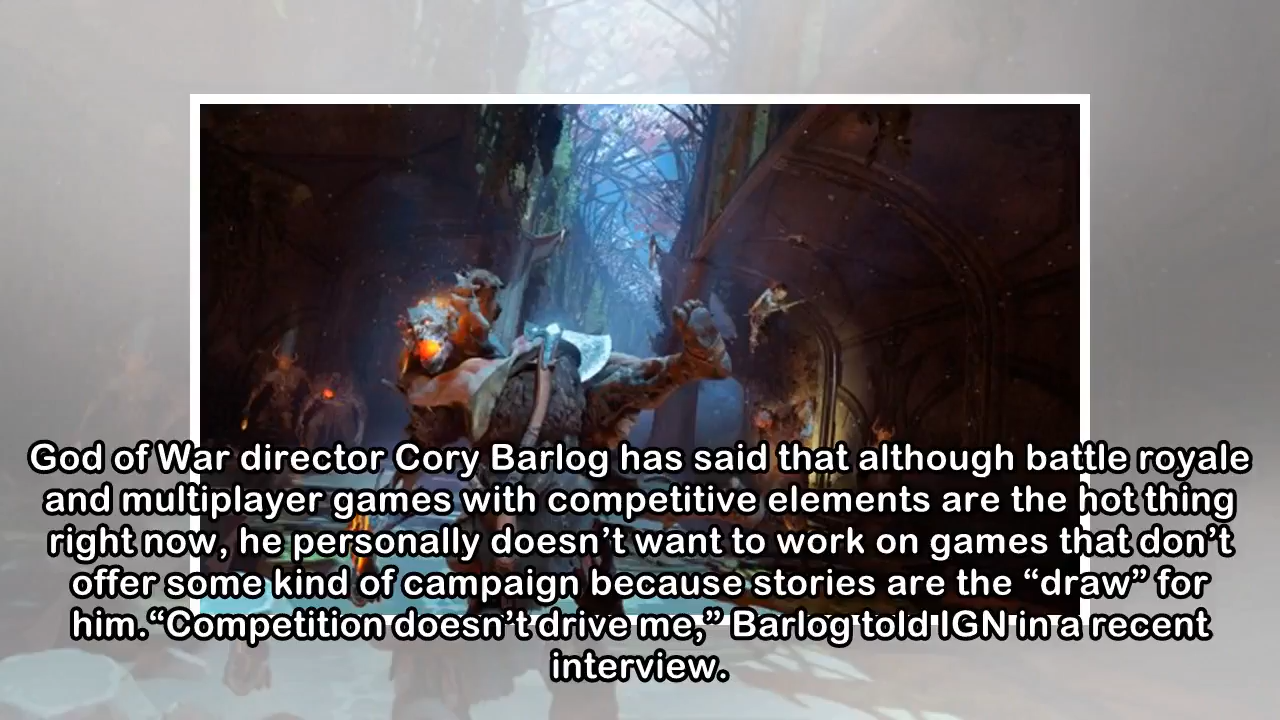 God of War director Cory Barlog has said that although battle royale
and multiplayer games with competitive elements are the hot thing
right now, he personally doesn’t want to work on games that don’t
offer some kind of campaign because stories are the “draw” for
him.“Competition doesn’t drive me,” Barlog told IGN in a recent
interview.